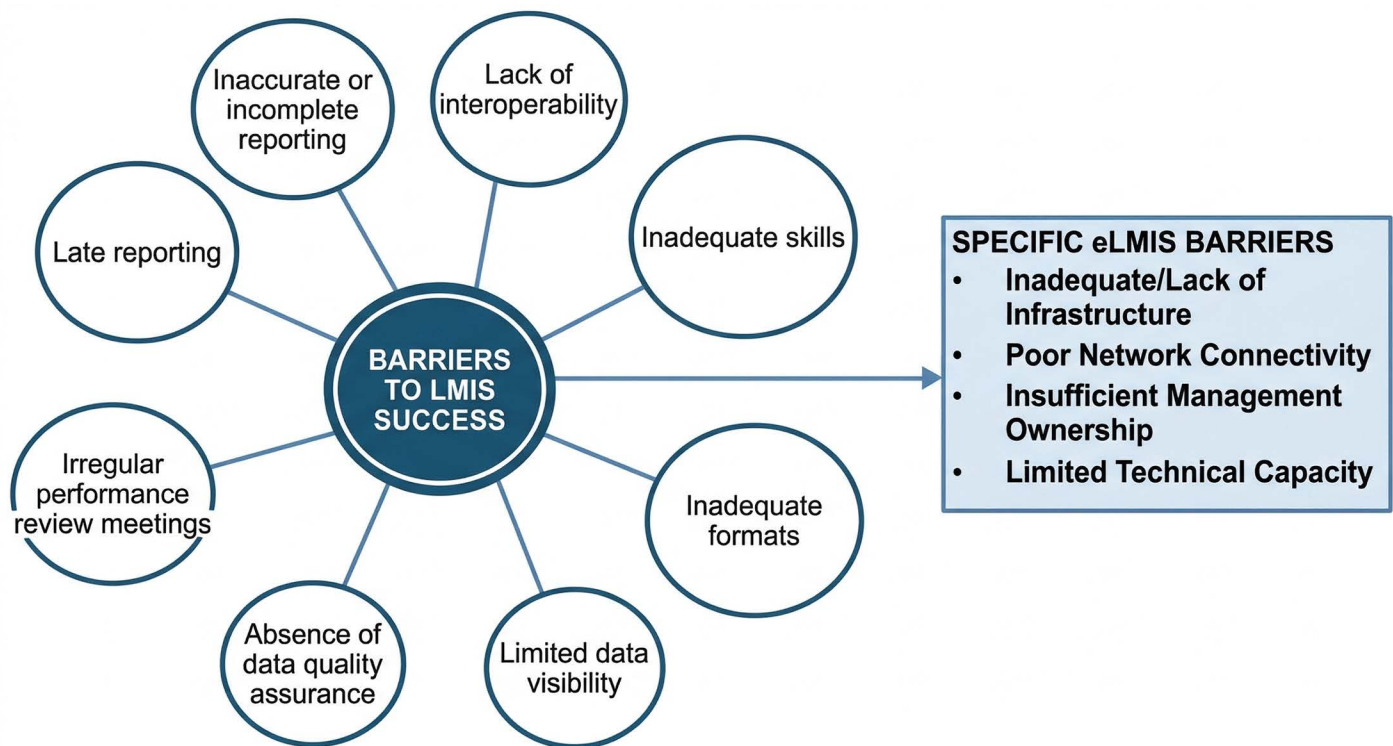 Inaccurate or
incomplete
reporting
Lack of
interoperability
Late reporting
Inadequate skills
BARRIERS
TO LMIS
SUCCESS
Irregular
performance
review meetings
Inadequate
formats
Absence of
data quality
assurance
Limited data
visibility
SPECIFIC eLMIS BARRIERS
• Inadequate/Lack of
Infrastructure
• Poor Network Connectivity
• Insufficient Management
Ownership
• Limited Technical Capacity